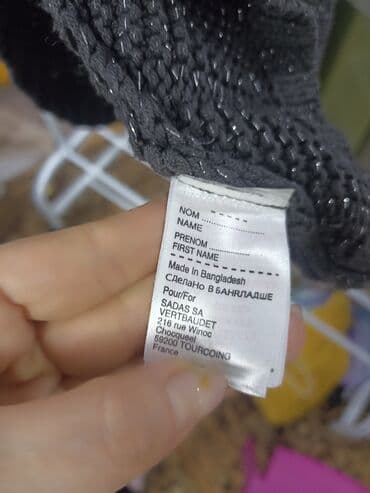 NOM
NAME
PRENOM
FIRST NAME
Made in Bangladesh
СДЕЛАНО В БАНГЛАДШЕ
Pour/For
SADAS SA
VERTBAUDET
216 rue Winoc
Chocqueel
59200 TOURCOING
France